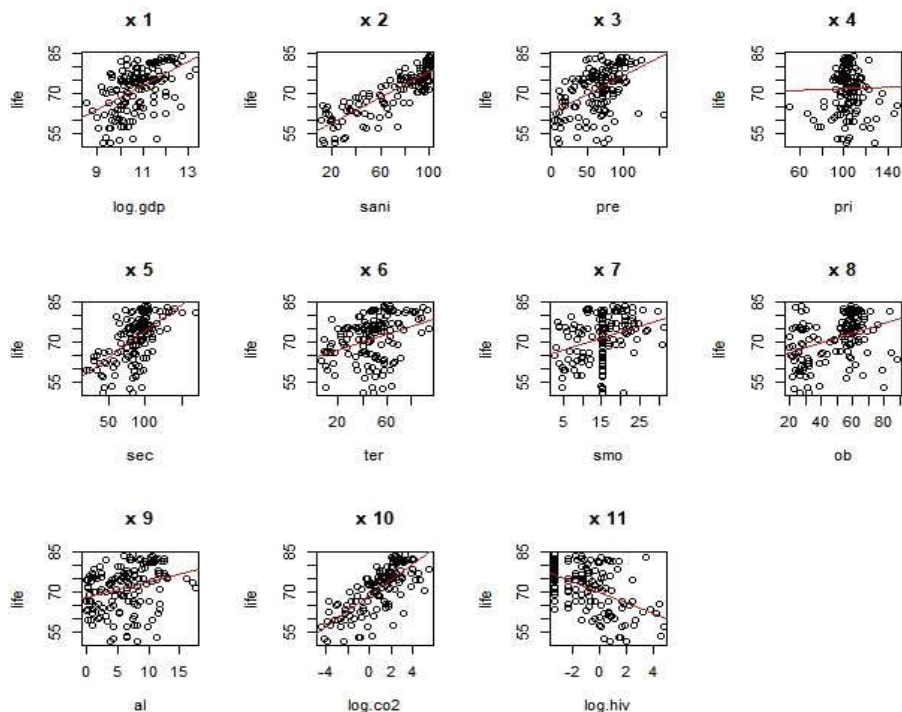 x 1
x 2
x 3
x 4
life
85
70
55
9 11 13
log.gdp
life
85
70
55
20 60 100
sani
life
85
70
55
0 50 100
pre
life
85
70
55
60 100 140
pri
x 5
x 6
x 7
x 8
life
85
70
55
50 100
sec
life
85
70
55
20 60
ter
life
85
70
55
5 15 25
smo
life
85
70
55
20 40 60 80
ob
x 9
x 10
x 11
life
85
70
55
0 5 10 15
al
life
85
70
55
-4 0 2 4
log.co2
life
85
70
55
-2 0 2 4
log.hiv